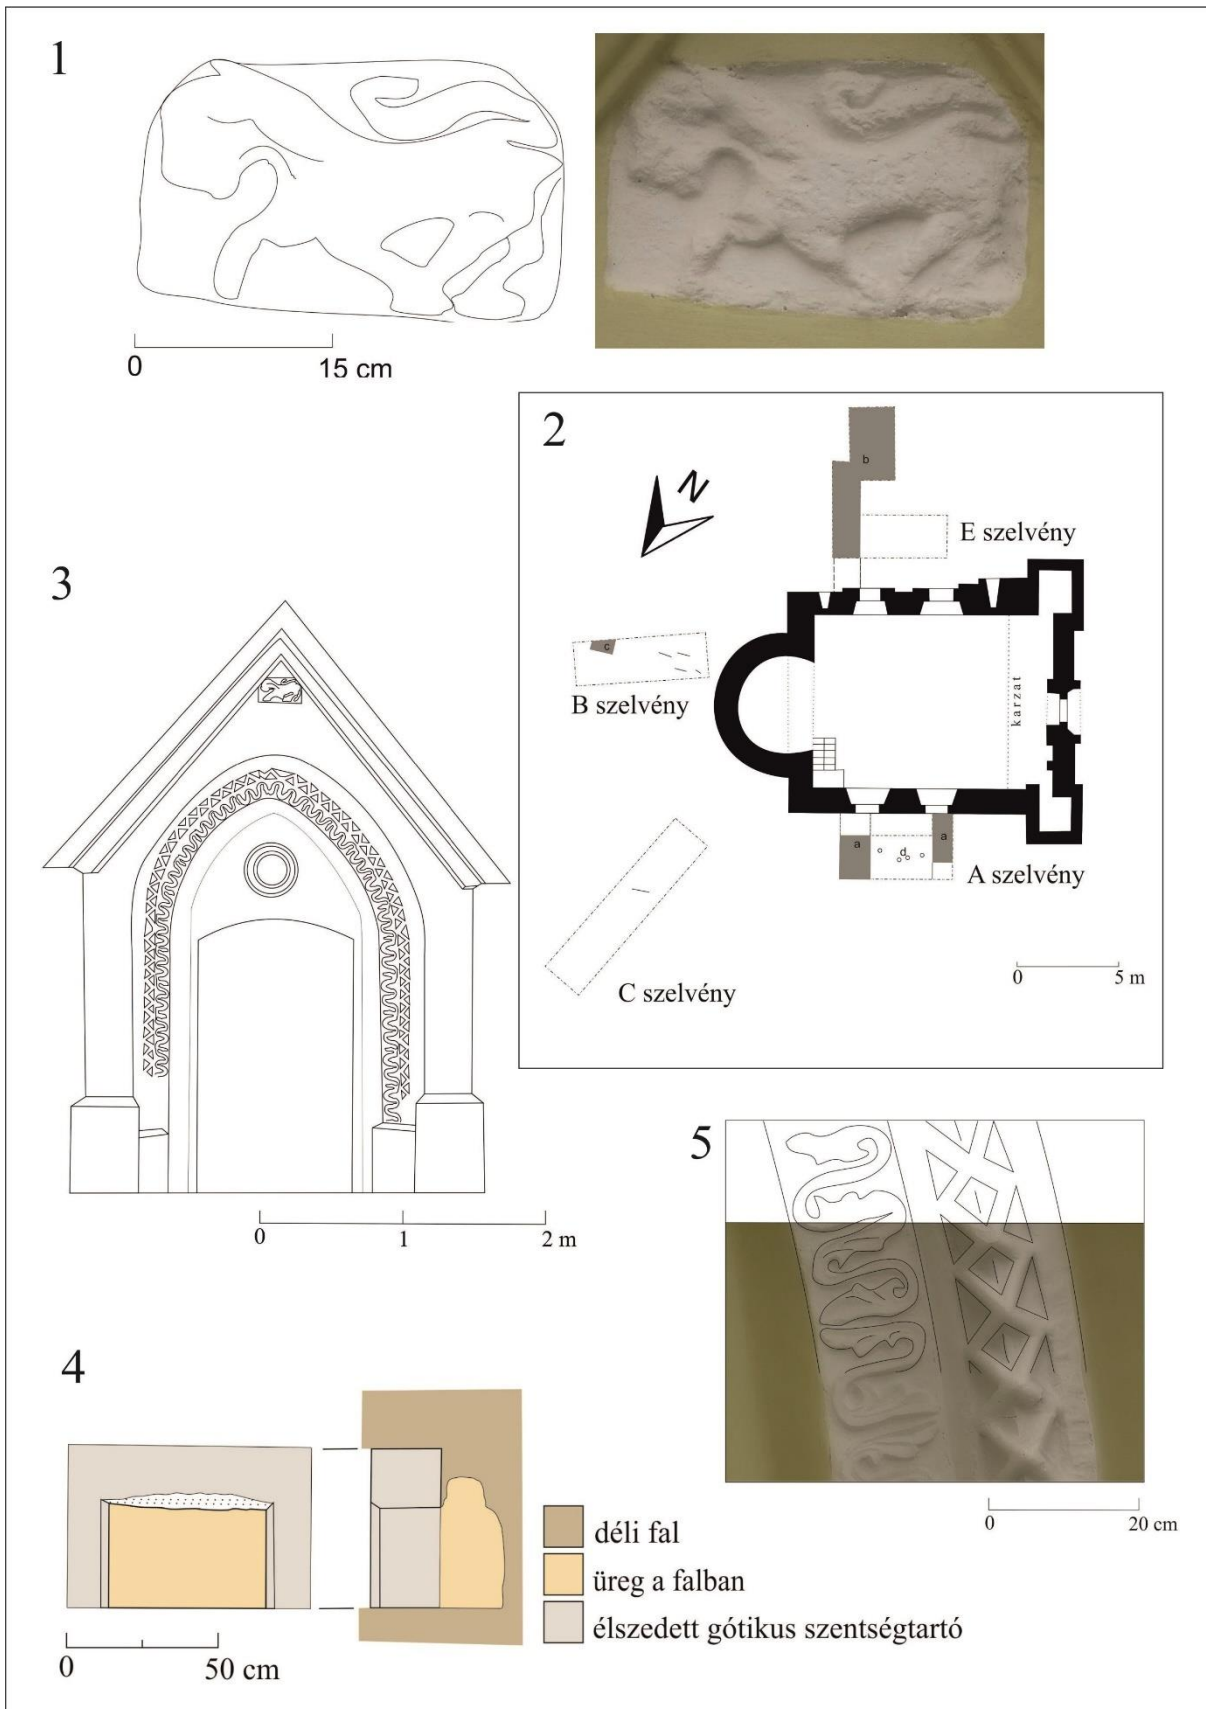 1
0 15 cm
2
N
b
E szelvény
c
B szelvény
karzat
a d a
A szelvény
C szelvény
0 5 m
3
0 1 2 m
5
0 20 cm
4
déli fal
üreg a falban
élszedett gótikus szentségtartó
0 50 cm